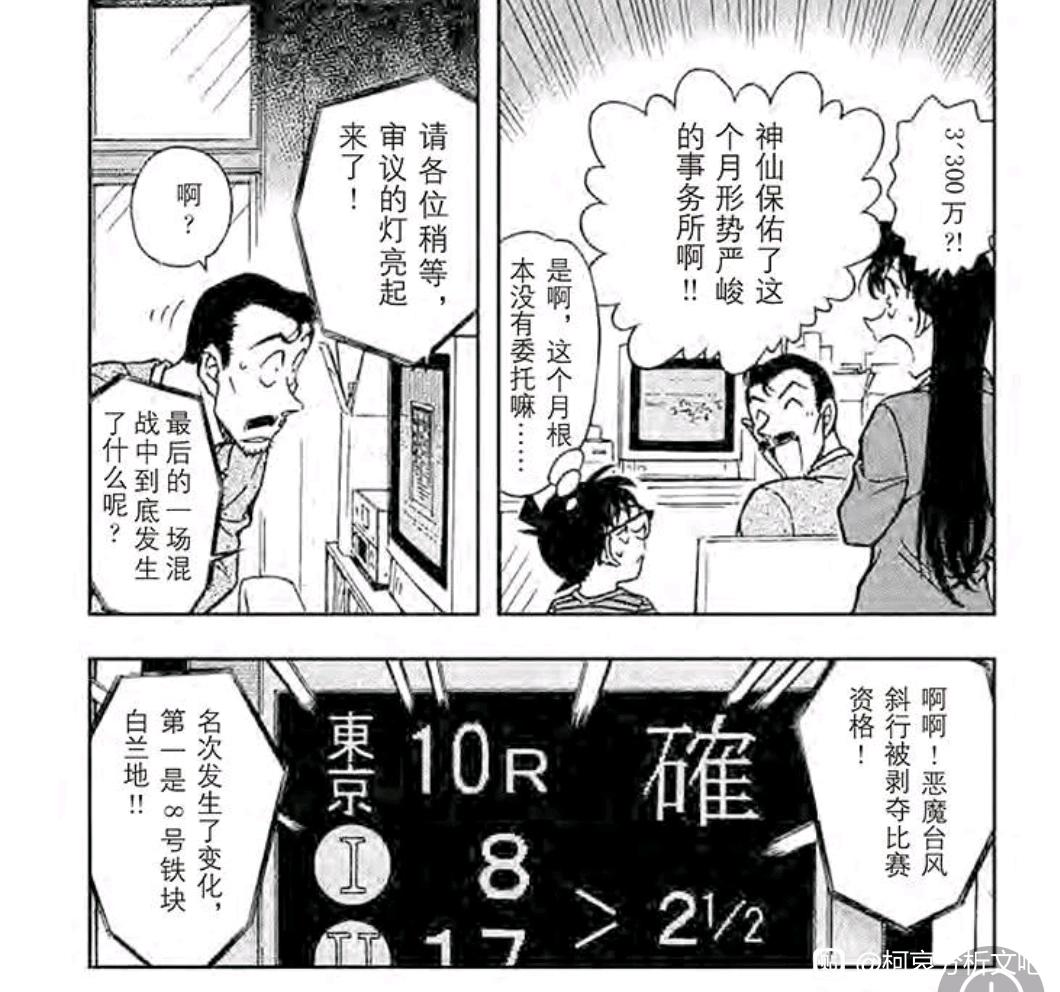 3,300万?!
神仙保佑了这
个月形势严峻
的事务所啊!!
是啊，这个月根
本没有委托嘛……
请各位稍等，
审议的灯亮起
来了！
啊？
最后的一场混
战中到底发生
了什么呢？
啊啊！恶魔台风
斜行被剥夺比赛
资格！
東京 10R 確
I 8
II 17 > 2 1/2
名次发生了变化，
第一是8号铁块
白兰地!!
@柯哀分析文吧